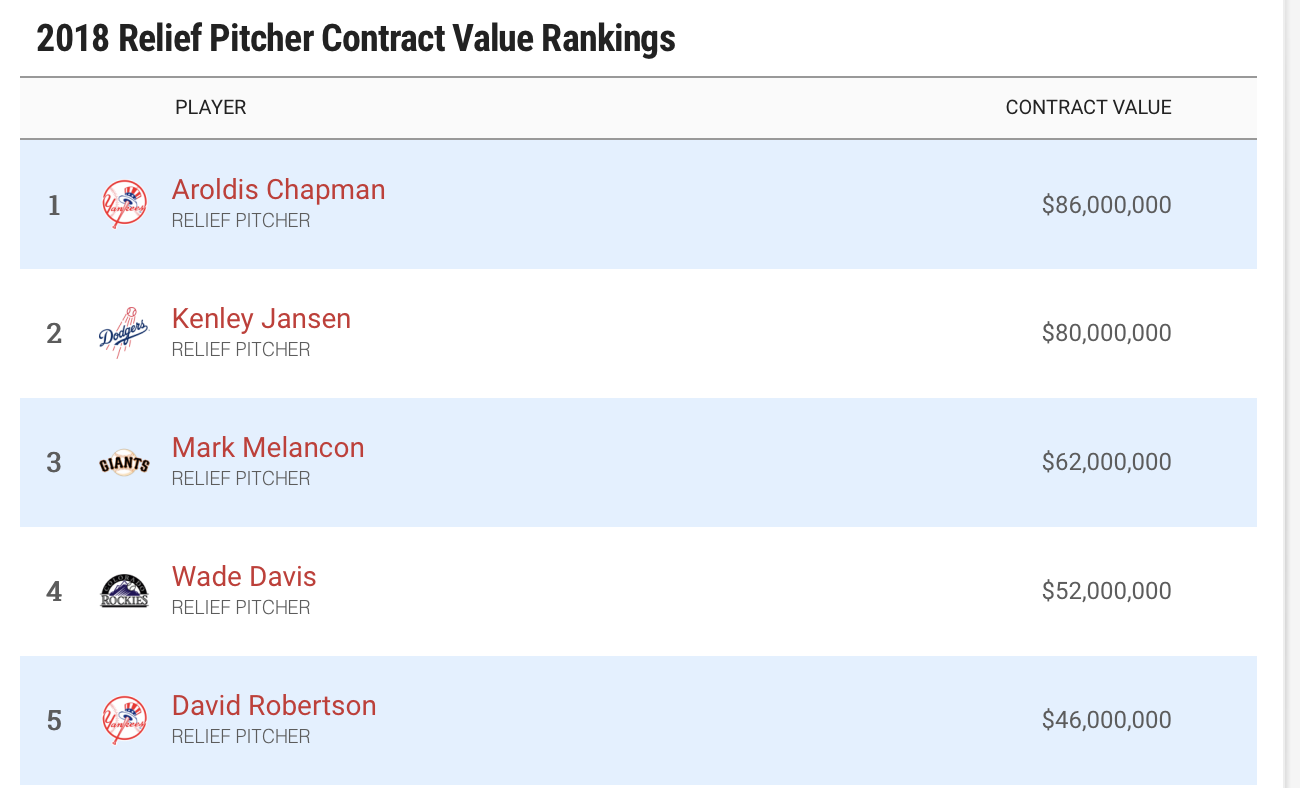 2018 Relief Pitcher Contract Value Rankings
PLAYER CONTRACT VALUE
1 Yankees Aroldis Chapman $86,000,000
RELIEF PITCHER
2 Dodgers Kenley Jansen $80,000,000
RELIEF PITCHER
3 GIANTS Mark Melancon $62,000,000
RELIEF PITCHER
4 COLORADO ROCKIES Wade Davis $52,000,000
RELIEF PITCHER
5 Yankees David Robertson $46,000,000
RELIEF PITCHER